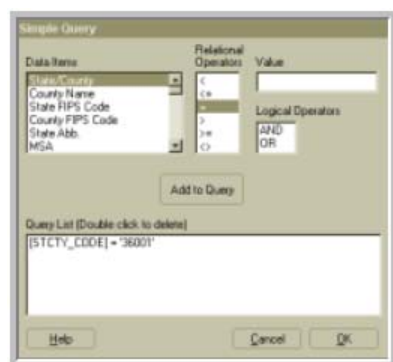 Simple Query
Data Items
Relational Operators
Value
State/County
County Name
State FIPS Code
County FIPS Code
State Abb.
MSA
<
<=
=
>
>=
<>
Logical Operators
AND
OR
Add to Query
Query List (Double click to delete)
[STCTY_CODE] = '36001'
Help
Cancel
OK